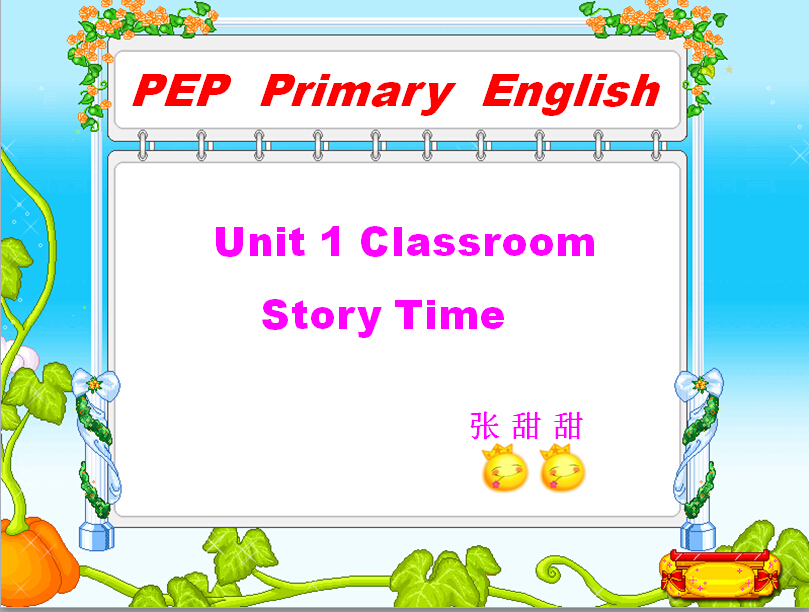 PEP Primary English
Unit 1 Classroom
Story Time
张 甜 甜